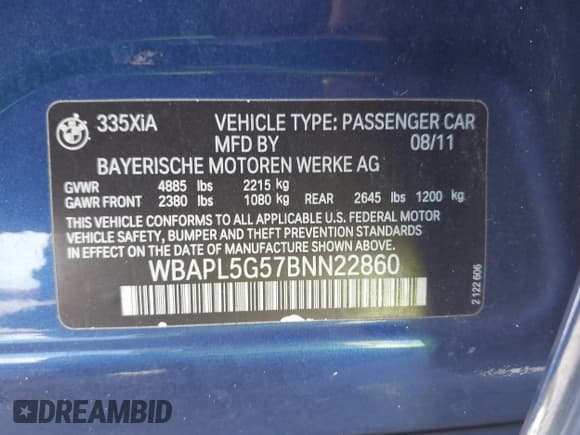 335XiA VEHICLE TYPE: PASSENGER CAR
MFD BY 08/11
BAYERISCHE MOTOREN WERKE AG
GVWR 4885 lbs 2215 kg
GAWR FRONT 2380 lbs 1080 kg REAR 2645 lbs 1200 kg
THIS VEHICLE CONFORMS TO ALL APPLICABLE U.S. FEDERAL MOTOR
VEHICLE SAFETY, BUMPER AND THEFT PREVENTION STANDARDS
IN EFFECT ON THE DATE OF MANUFACTURE SHOWN ABOVE.
WBAPL5G57BNN22860
2 122 606
DREAMBID